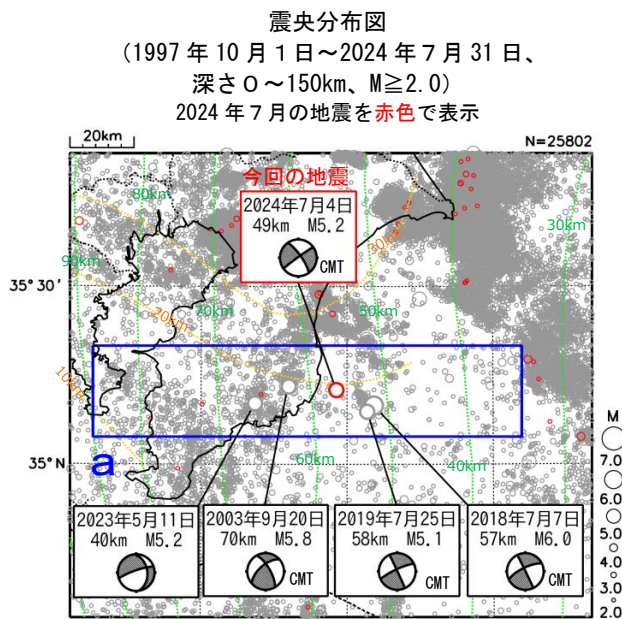 震央分布図
(1997年10月1日~2024年7月31日、
深さ0~150km、M≧2.0)
2024年7月の地震を赤色で表示
20km
N=25802
今回の地震
80km
2024年7月4日
49km M5.2
CMT
30km
30km
90km
35°30′
20km
70km
50km
10km
a
35°N
60km
40km
M
7.0
6.0
5.0
4.0
3.0
2.0
2023年5月11日
40km M5.2
2003年9月20日
70km M5.8
CMT
2019年7月25日
58km M5.1
2018年7月7日
57km M6.0
CMT